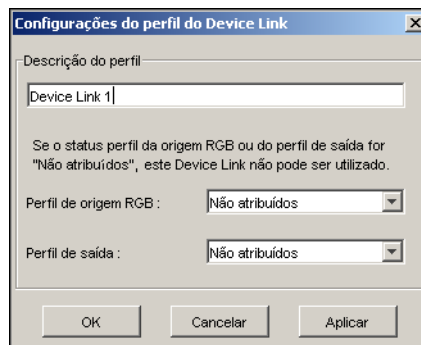 Configurações do perfil do Device Link
Descrição do perfil
Device Link 1
Se o status perfil da origem RGB ou do perfil de saída for
"Não atribuídos", este Device Link não pode ser utilizado.
Perfil de origem RGB : Não atribuídos
Perfil de saída : Não atribuídos
OK Cancelar Aplicar